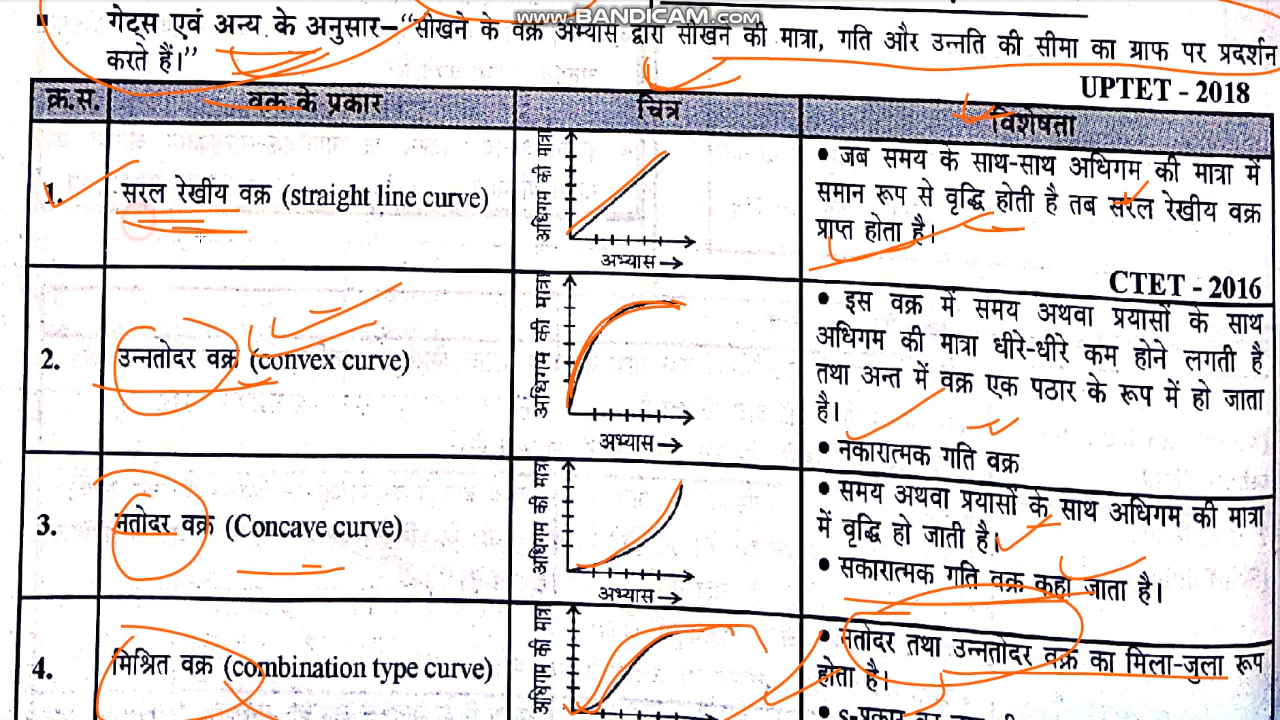 www.BANDICAM.com
गेट्स एवं अन्य के अनुसार–“सीखने के वक्र अभ्यास द्वारा सीखने की मात्रा, गति और उन्नति की सीमा का ग्राफ पर प्रदर्शन
करते हैं।”
UPTET - 2018
क्र.स. वक्र के प्रकार चित्र विशेषता
1. सरल रेखीय वक्र (straight line curve)
अधिगम की मात्रा
अभ्यास →
• जब समय के साथ-साथ अधिगम की मात्रा में
समान रूप से वृद्धि होती है तब सरल रेखीय वक्र
प्राप्त होता है।
CTET - 2016
2. उन्नतोदर वक्र (convex curve)
अधिगम की मात्रा
अभ्यास →
• इस वक्र में समय अथवा प्रयासों के साथ
अधिगम की मात्रा धीरे-धीरे कम होने लगती है
तथा अन्त में वक्र एक पठार के रूप में हो जाता
है।
• नकारात्मक गति वक्र
3. नतोदर वक्र (Concave curve)
अधिगम की मात्रा
अभ्यास →
• समय अथवा प्रयासों के साथ अधिगम की मात्रा
में वृद्धि हो जाती है।
• सकारात्मक गति वक्र कहा जाता है।
4. मिश्रित वक्र (combination type curve)
अधिगम की मात्र
• नतोदर तथा उन्नतोदर वक्र का मिला-जुला रूप
होता है।